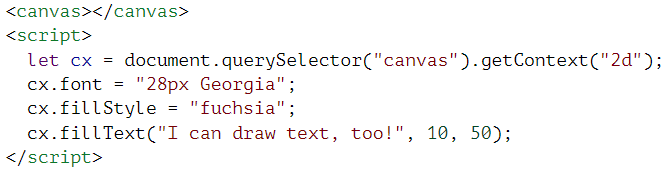 <canvas></canvas>
<script>
  let cx = document.querySelector("canvas").getContext("2d");
  cx.font = "28px Georgia";
  cx.fillStyle = "fuchsia";
  cx.fillText("I can draw text, too!", 10, 50);
</script>